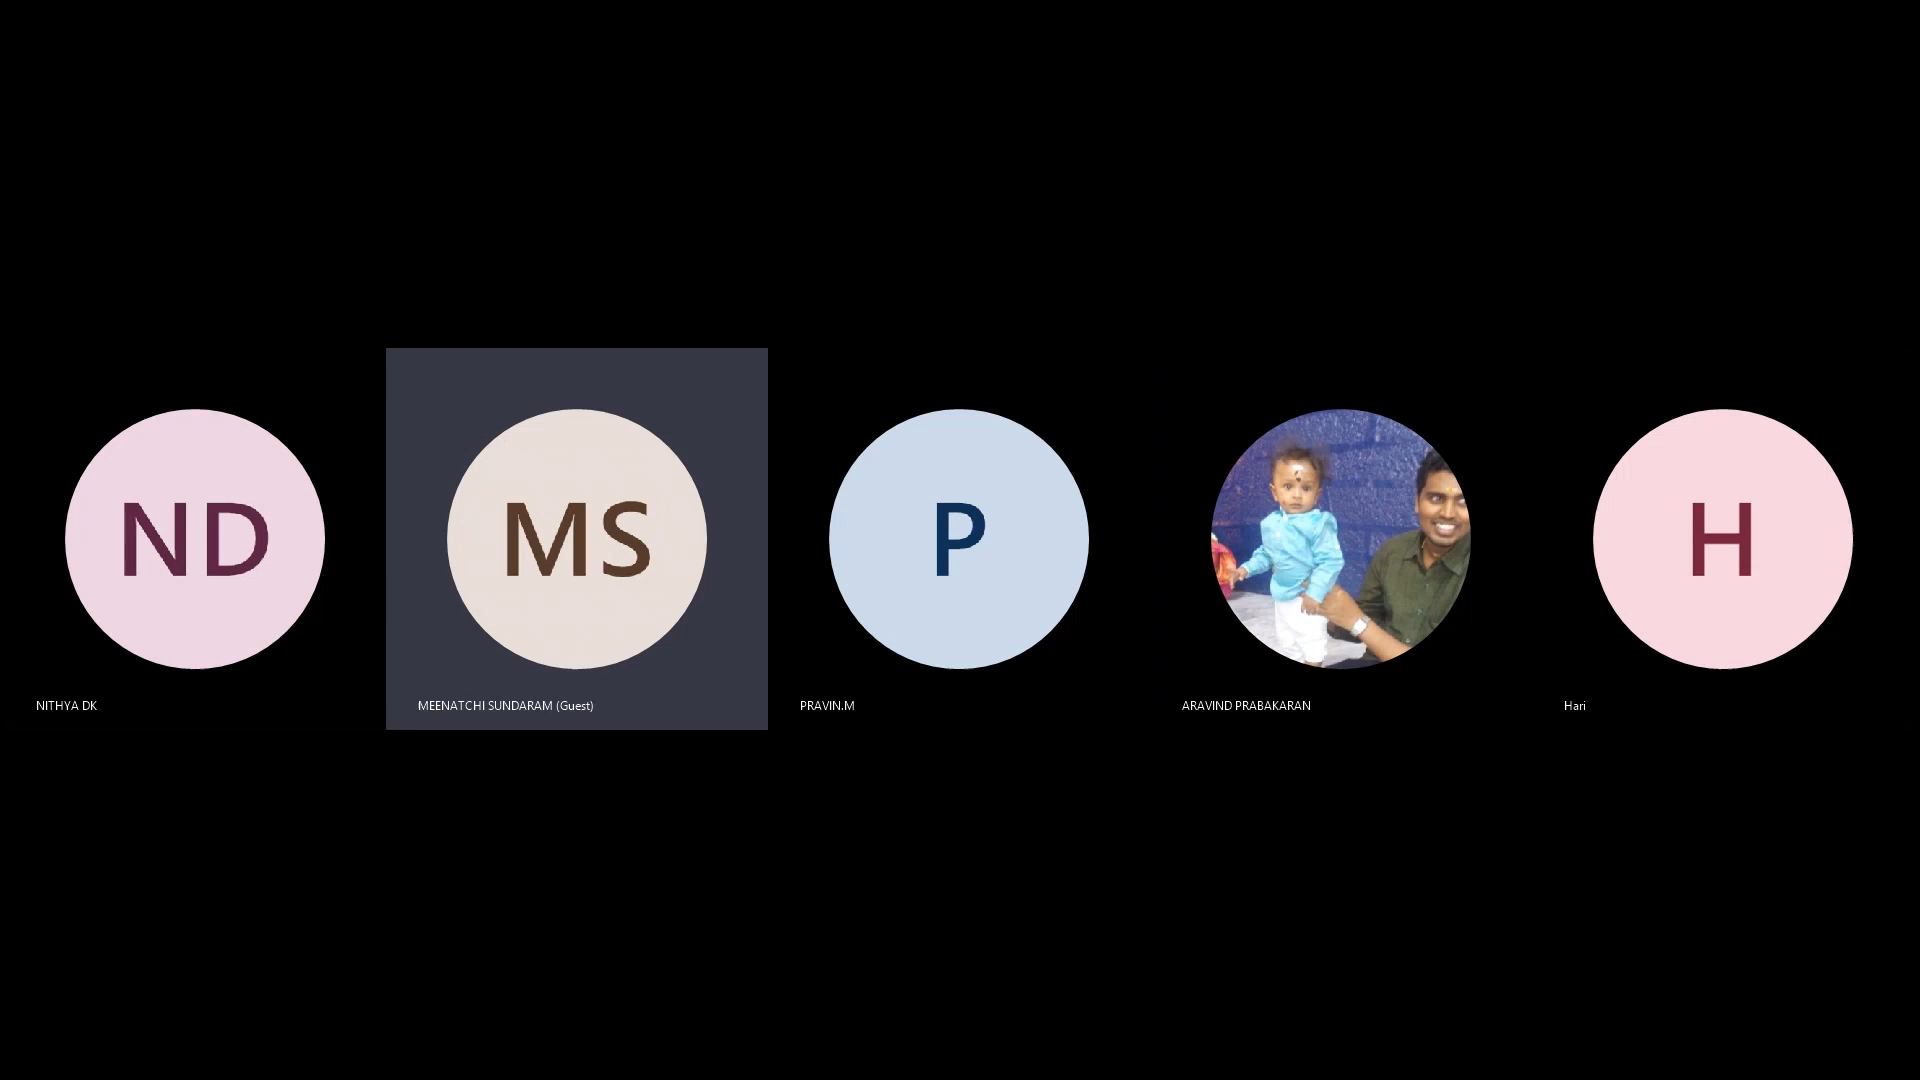 ND
MS
P
H
NITHYA DK
MEENATCHI SUNDARAM (Guest)
PRAVIN.M
ARAVIND PRABAKARAN
Hari